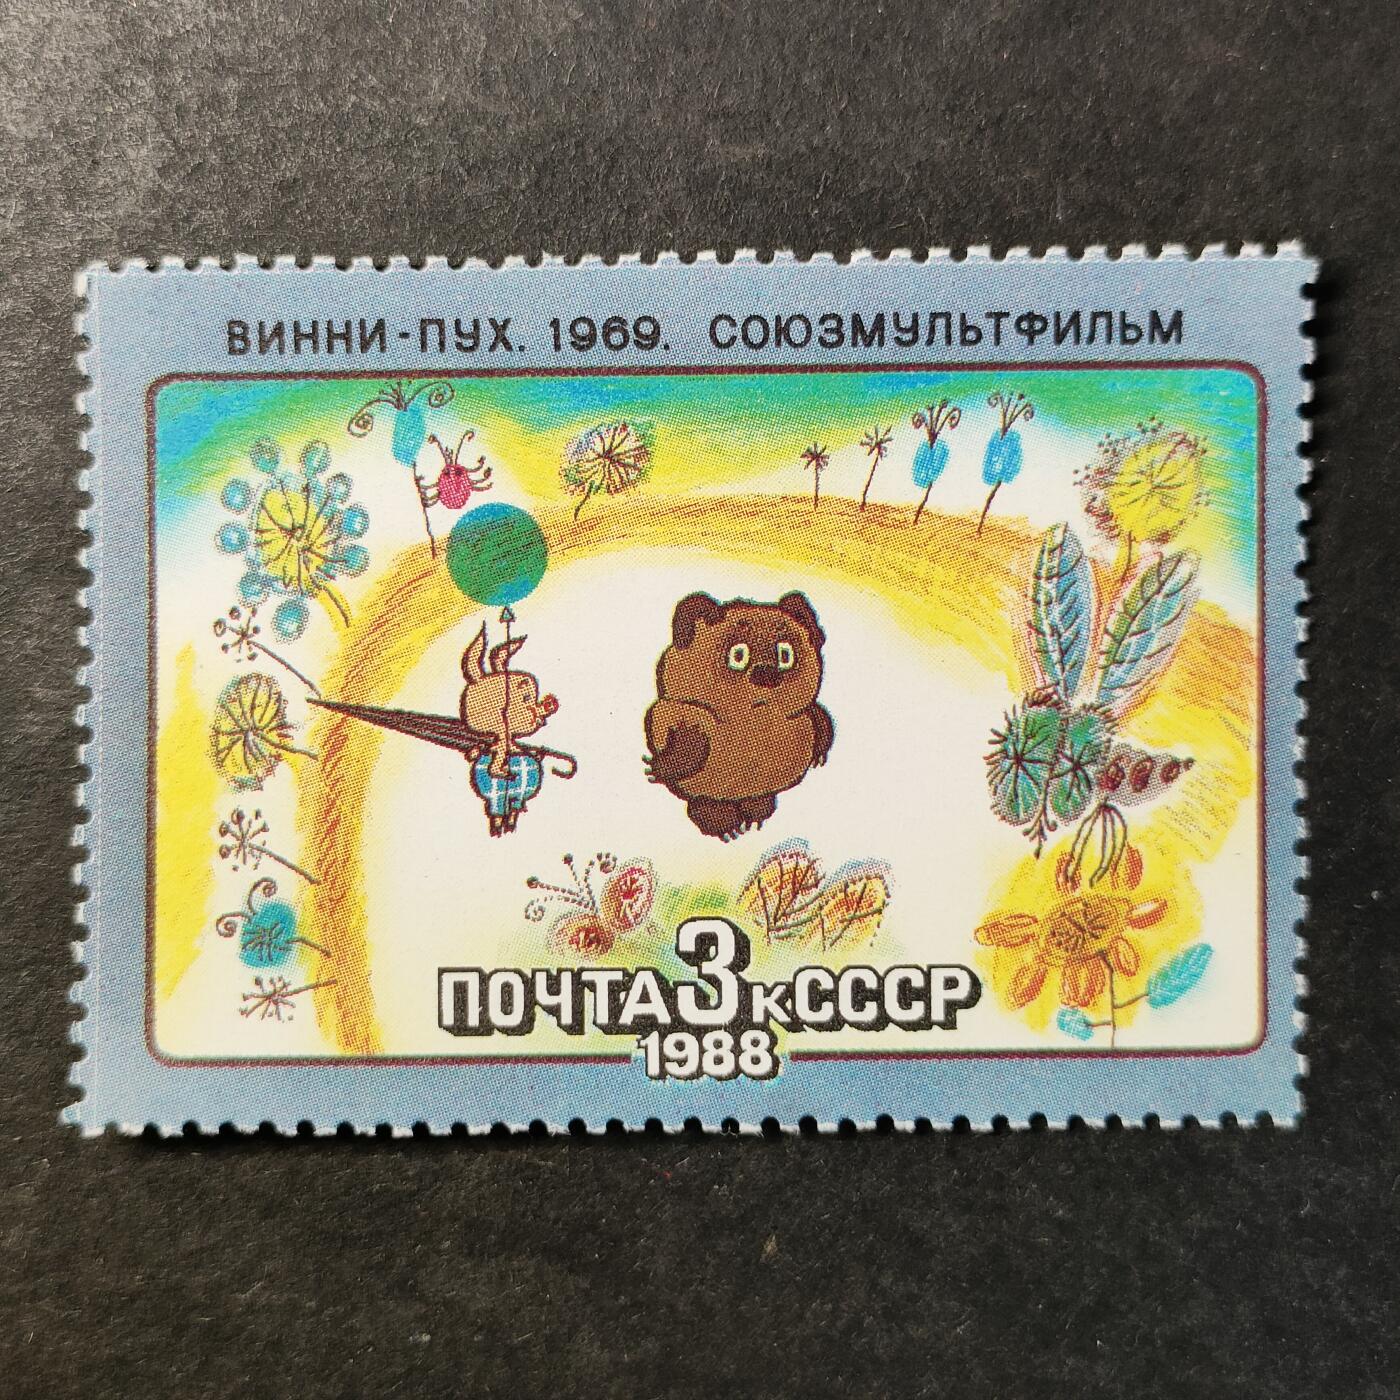 ВИННИ-ПУХ. 1969. СОЮЗМУЛЬТФИЛЬМ
ПОЧТА 3к СССР
1988